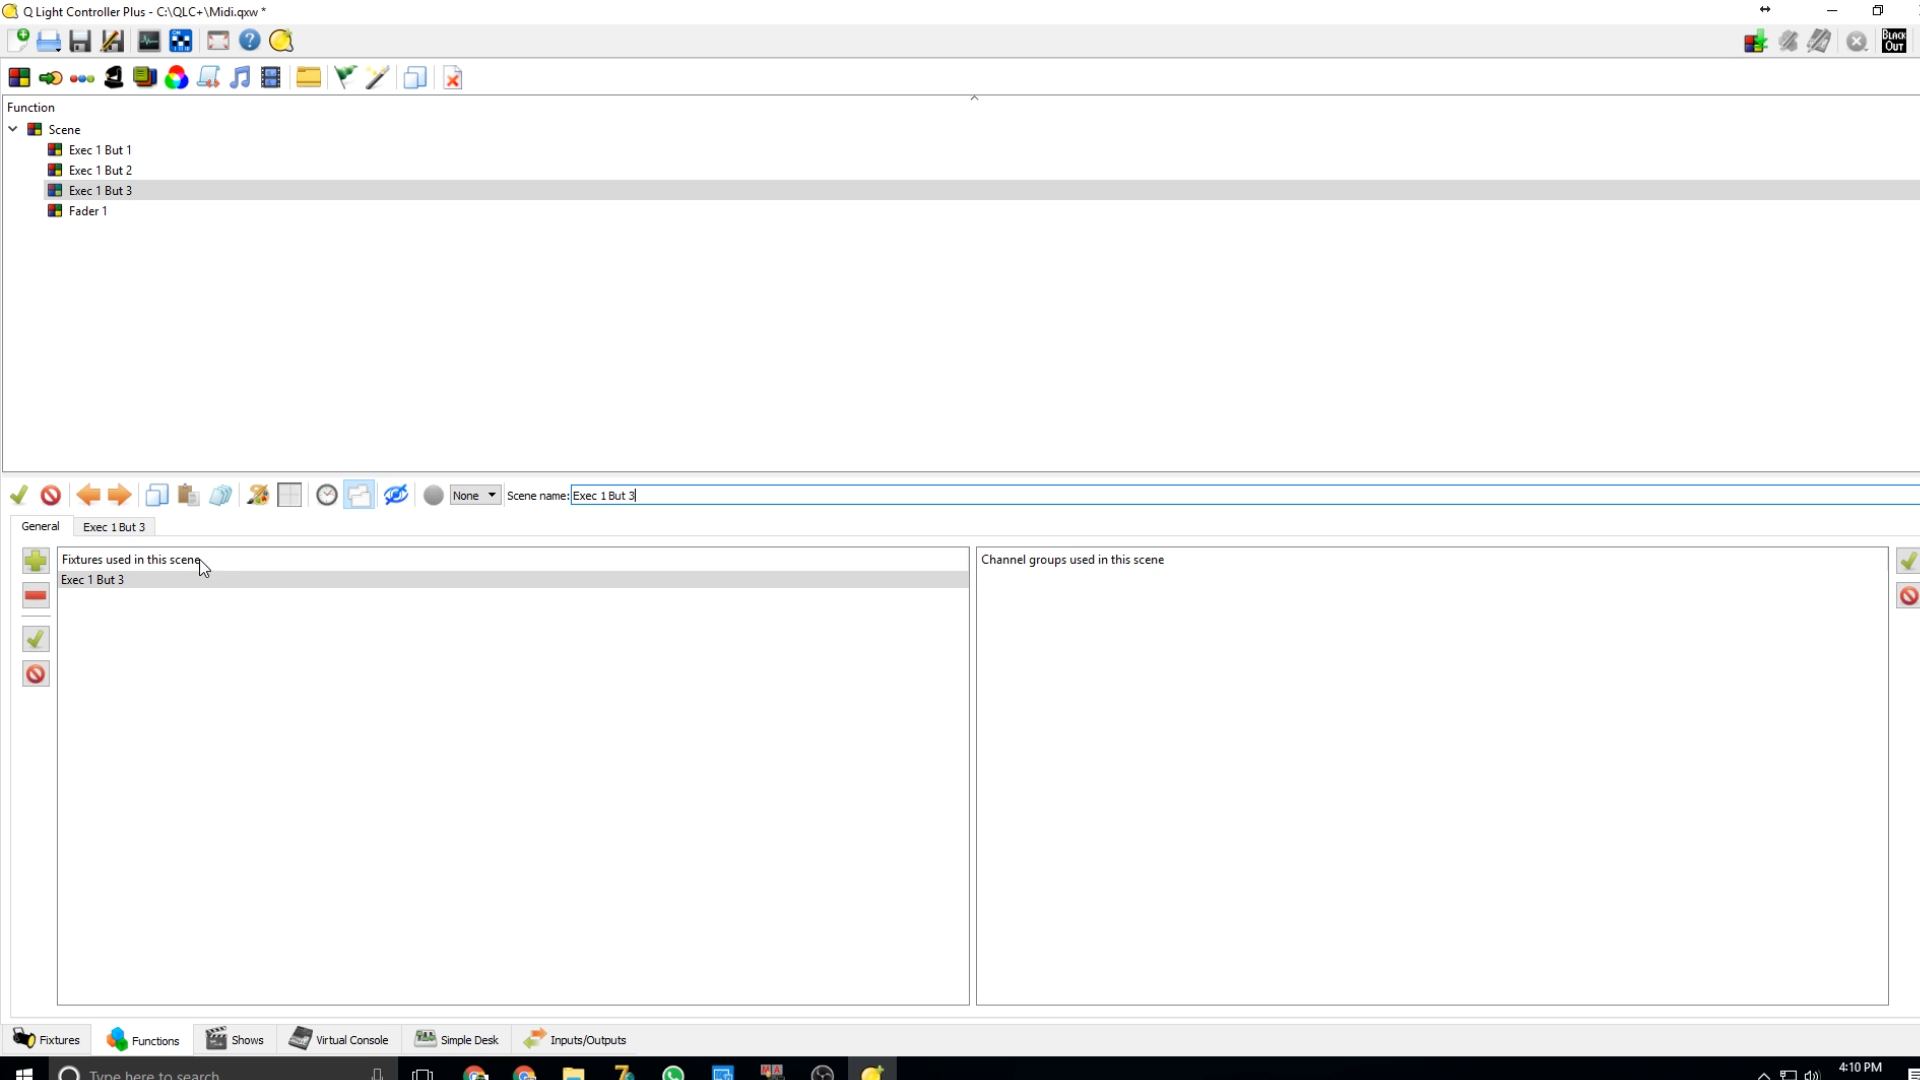 Q Light Controller Plus - C:\QLC+\Midi.qxw *
BLACK
OUT
Function
Scene
Exec 1 But 1
Exec 1 But 2
Exec 1 But 3
Fader 1
None
Scene name: Exec 1 But 3
General
Exec 1 But 3
Fixtures used in this scene
Exec 1 But 3
Channel groups used in this scene
Fixtures
Functions
Shows
Virtual Console
Simple Desk
Inputs/Outputs
Type here to search
4:10 PM